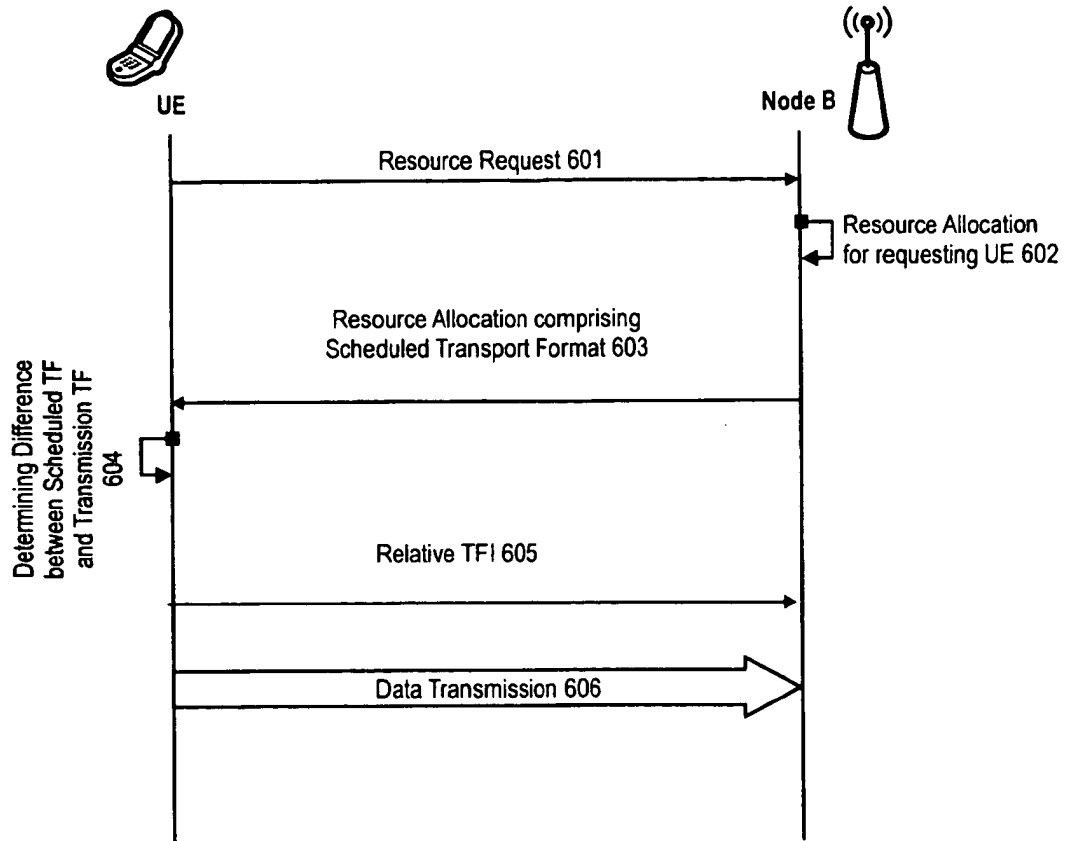 UE
Node B
Resource Request 601
Resource Allocation
for requesting UE 602
Resource Allocation comprising
Scheduled Transport Format 603
Determining Difference
between Scheduled TF
and Transmission TF
604
Relative TFI 605
Data Transmission 606